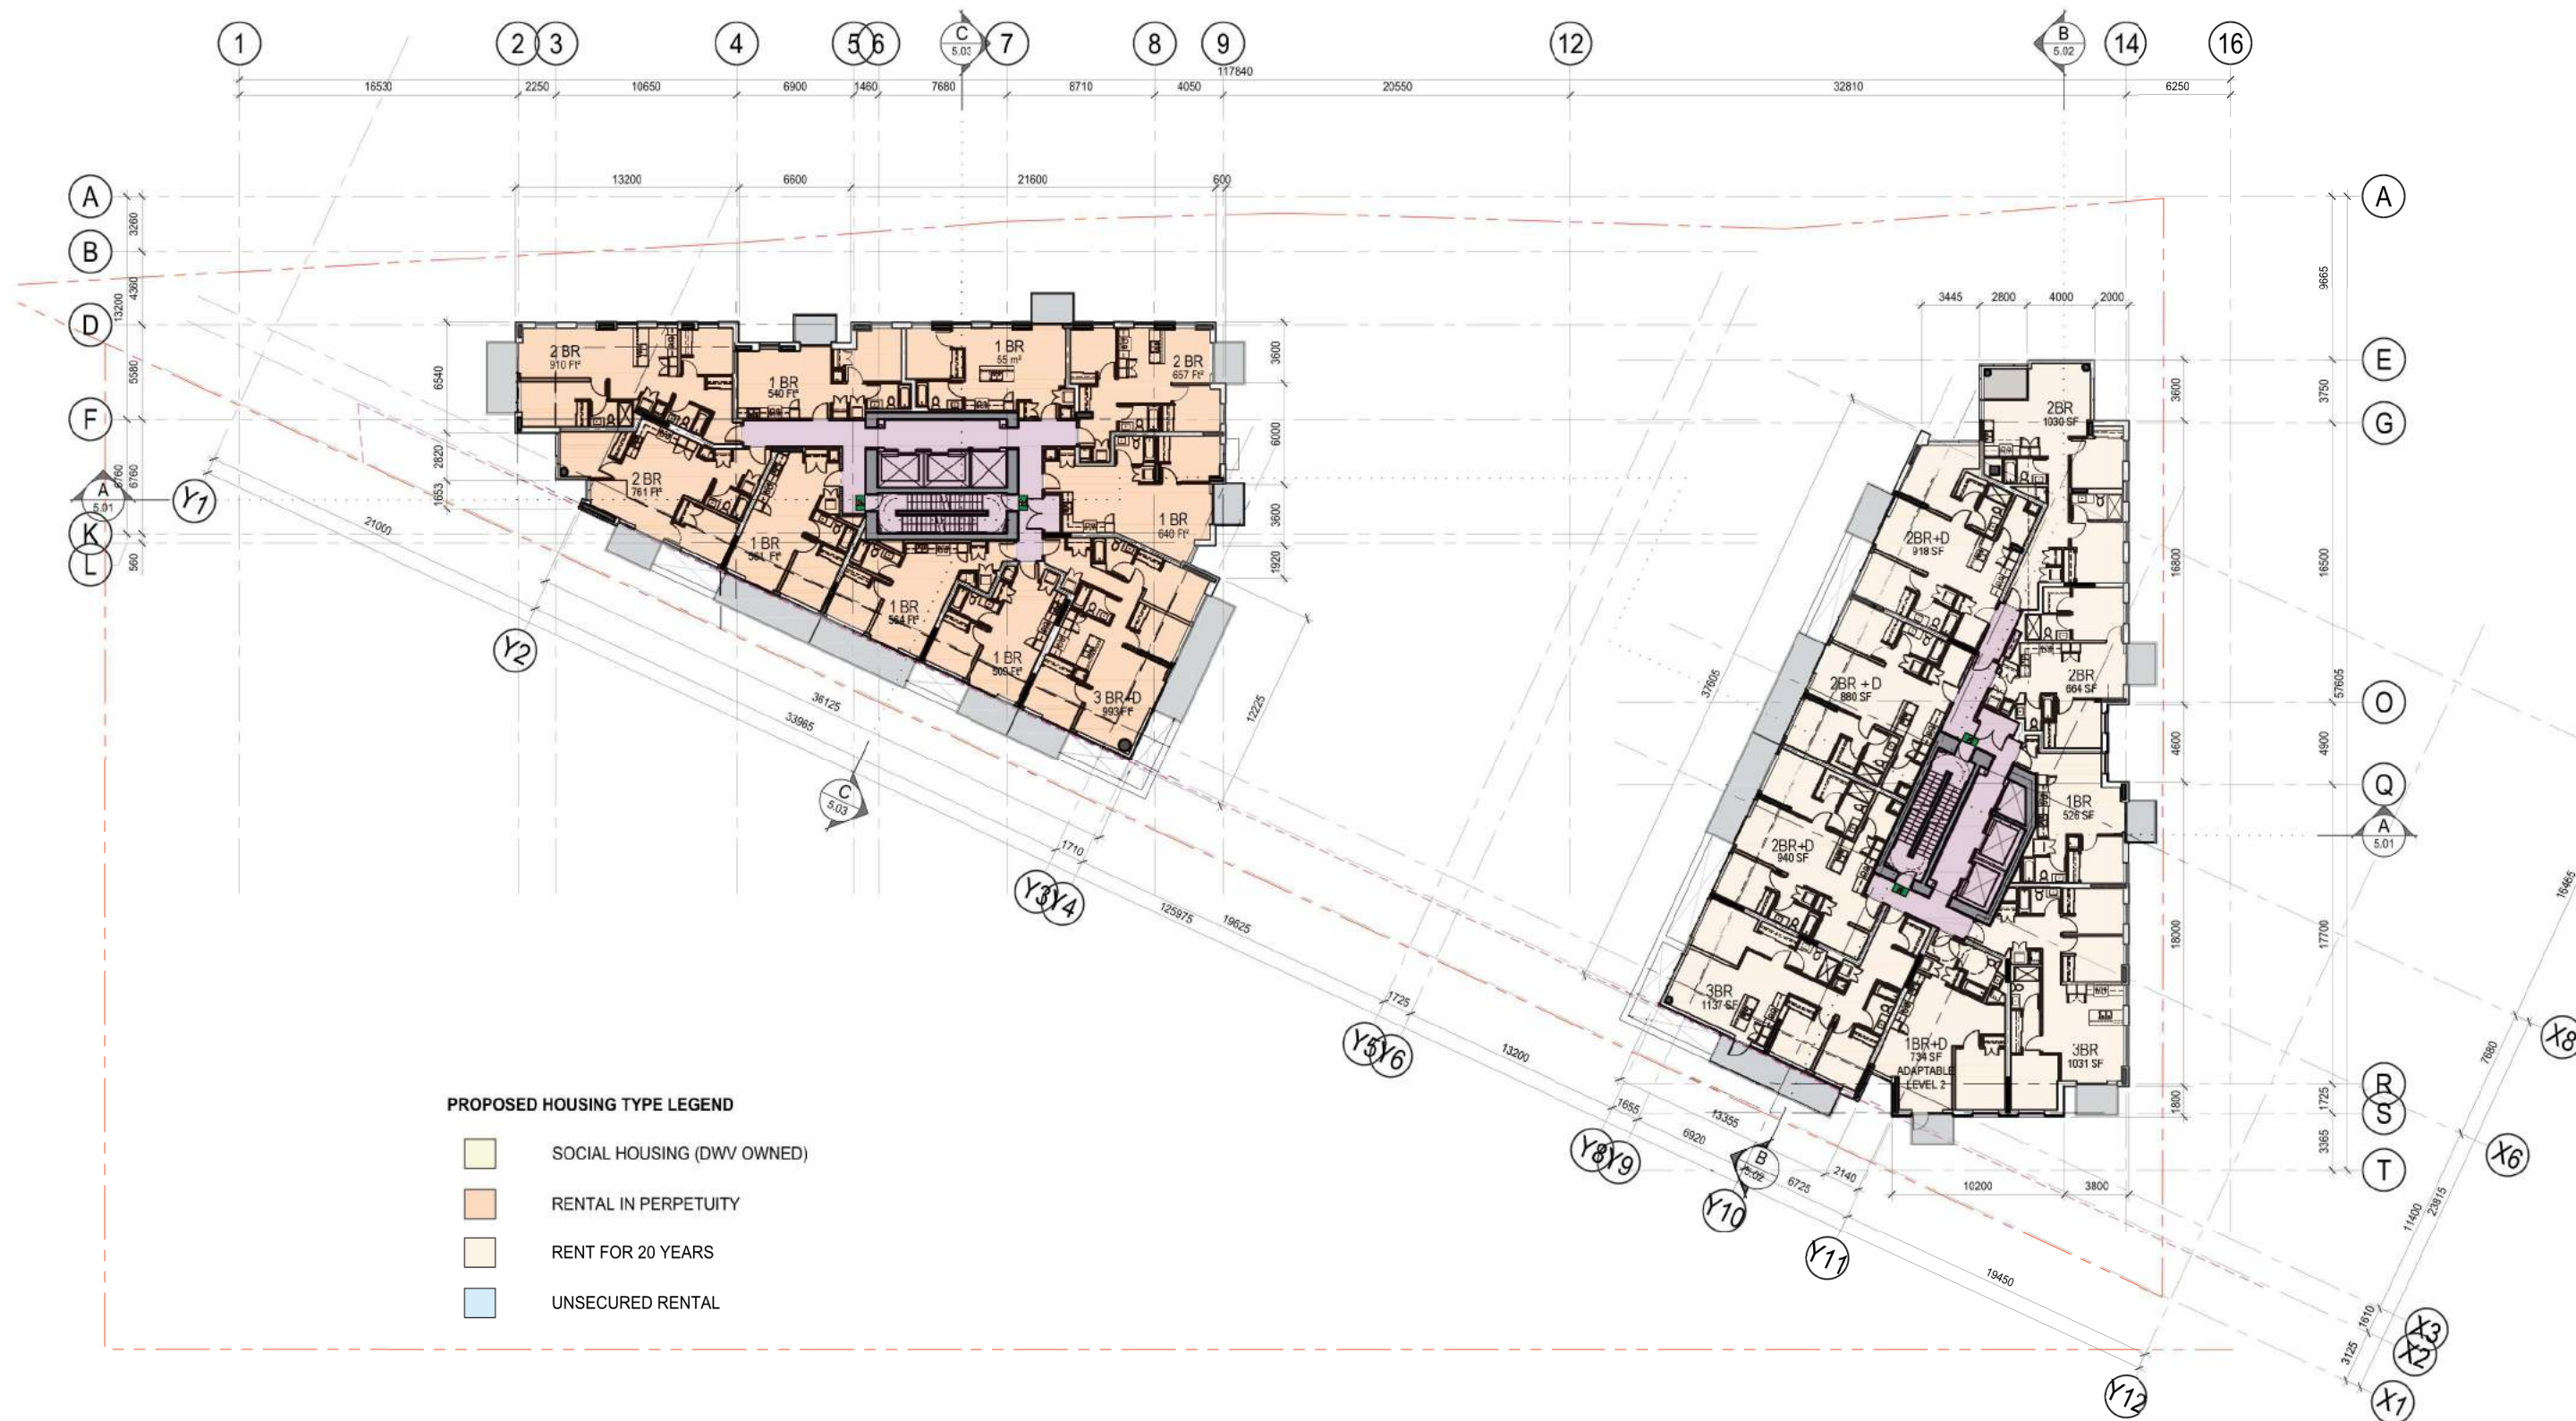 1 2 3 4 5 6 C 7 8 9 12 B 14 16
5.03 5.02
117840
16530 2250 10650 6900 1460 7680 8710 4050 20550 32810 6250
13200 6600 21600 600
A
B
D
F
A
5.01
K
L
3260
4360
13200
5580
6760
6760
560
6540
2820
1653
Y1
Y2
2 BR
910 Ft²
1 BR
540 Ft²
1 BR
55 m²
2 BR
657 Ft²
2 BR
761 Ft²
1 BR
1 BR
564 Ft²
1 BR
1 BR
640 Ft²
3 BR+D
993 Ft²
3600
6000
3600
1920
12225
21000
36125
33965
C
5.03
1710
Y3 Y4
125975
19625
1725
Y5 Y6
13200
1655
Y8 Y9
13355
6920
B
5.02
2140
Y10
6725
Y11
19450
Y12
37605
3445 2800 4000 2000
2BR
1030 SF
2BR+D
918 SF
2BR +D
880 SF
2BR
664 SF
1BR
526 SF
2BR+D
940 SF
3BR
1137 SF
1BR+D
734 SF
ADAPTABLE
LEVEL 2
3BR
1031 SF
10200 3800
3600
16800
4600
18000
1800
9665
3750
16500
57605
4900
17700
1725
3365
A
E
G
O
Q
A
5.01
R
S
T
16465
X8
7680
X6
11400
23815
1610
X3
X2
3125
X1
PROPOSED HOUSING TYPE LEGEND
SOCIAL HOUSING (DWV OWNED)
RENTAL IN PERPETUITY
RENT FOR 20 YEARS
UNSECURED RENTAL